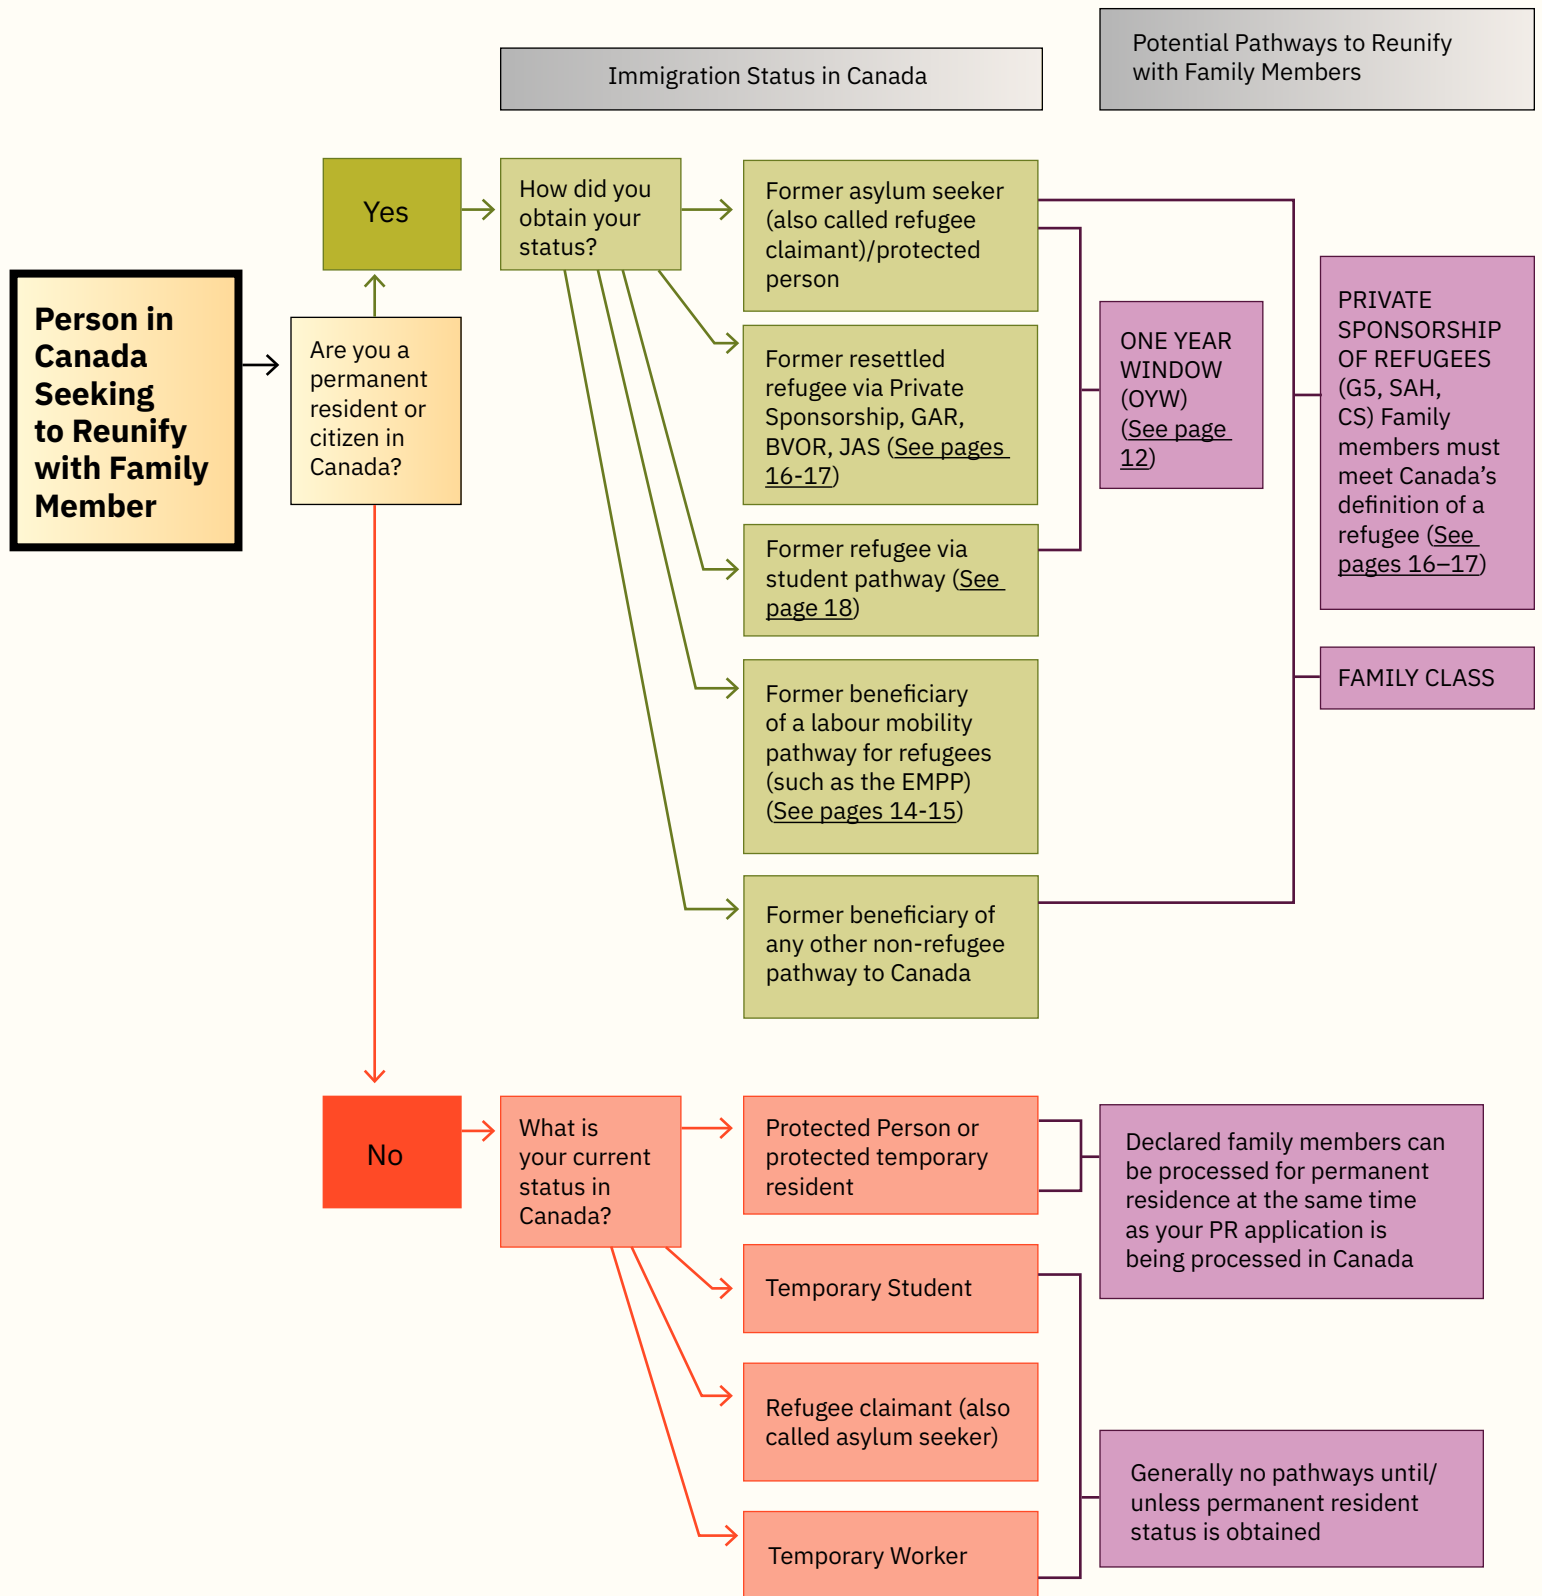 Immigration Status in Canada
Potential Pathways to Reunify
with Family Members
Person in
Canada
Seeking
to Reunify
with Family
Member
Are you a
permanent
resident or
citizen in
Canada?
Yes
How did you
obtain your
status?
Former asylum seeker
(also called refugee
claimant)/protected
person
Former resettled
refugee via Private
Sponsorship, GAR,
BVOR, JAS (See pages
16-17)
Former refugee via
student pathway (See
page 18)
Former beneficiary
of a labour mobility
pathway for refugees
(such as the EMPP)
(See pages 14-15)
Former beneficiary of
any other non-refugee
pathway to Canada
ONE YEAR
WINDOW
(OYW)
(See page
12)
PRIVATE
SPONSORSHIP
OF REFUGEES
(G5, SAH,
CS) Family
members must
meet Canada’s
definition of a
refugee (See
pages 16–17)
FAMILY CLASS
No
What is
your current
status in
Canada?
Protected Person or
protected temporary
resident
Temporary Student
Refugee claimant (also
called asylum seeker)
Temporary Worker
Declared family members can
be processed for permanent
residence at the same time
as your PR application is
being processed in Canada
Generally no pathways until/
unless permanent resident
status is obtained